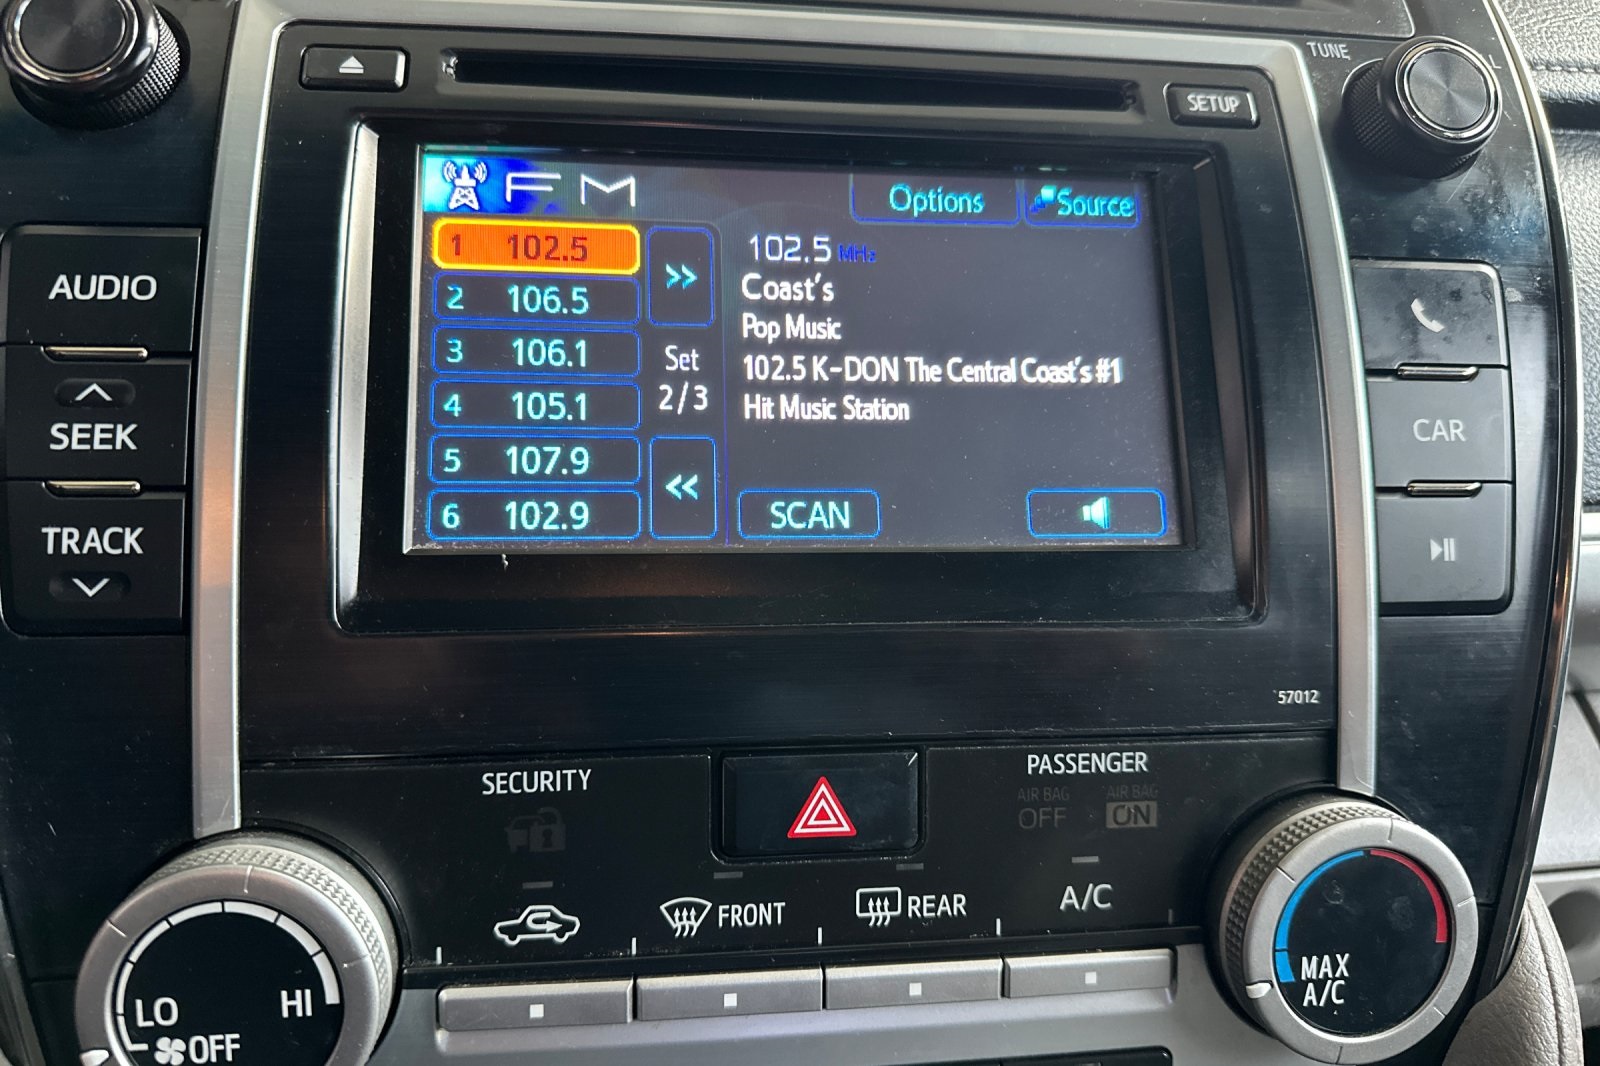 TUNE
SETUP
FM
Options
Source
1 102.5
2 106.5
3 106.1
4 105.1
5 107.9
6 102.9
>>
Set
2/3
<<
102.5 MHz
Coast's
Pop Music
102.5 K-DON The Central Coast's #1
Hit Music Station
SCAN
AUDIO
SEEK
TRACK
CAR
57012
SECURITY
PASSENGER
AIR BAG OFF
AIR BAG ON
FRONT
REAR
A/C
LO
HI
OFF
MAX
A/C